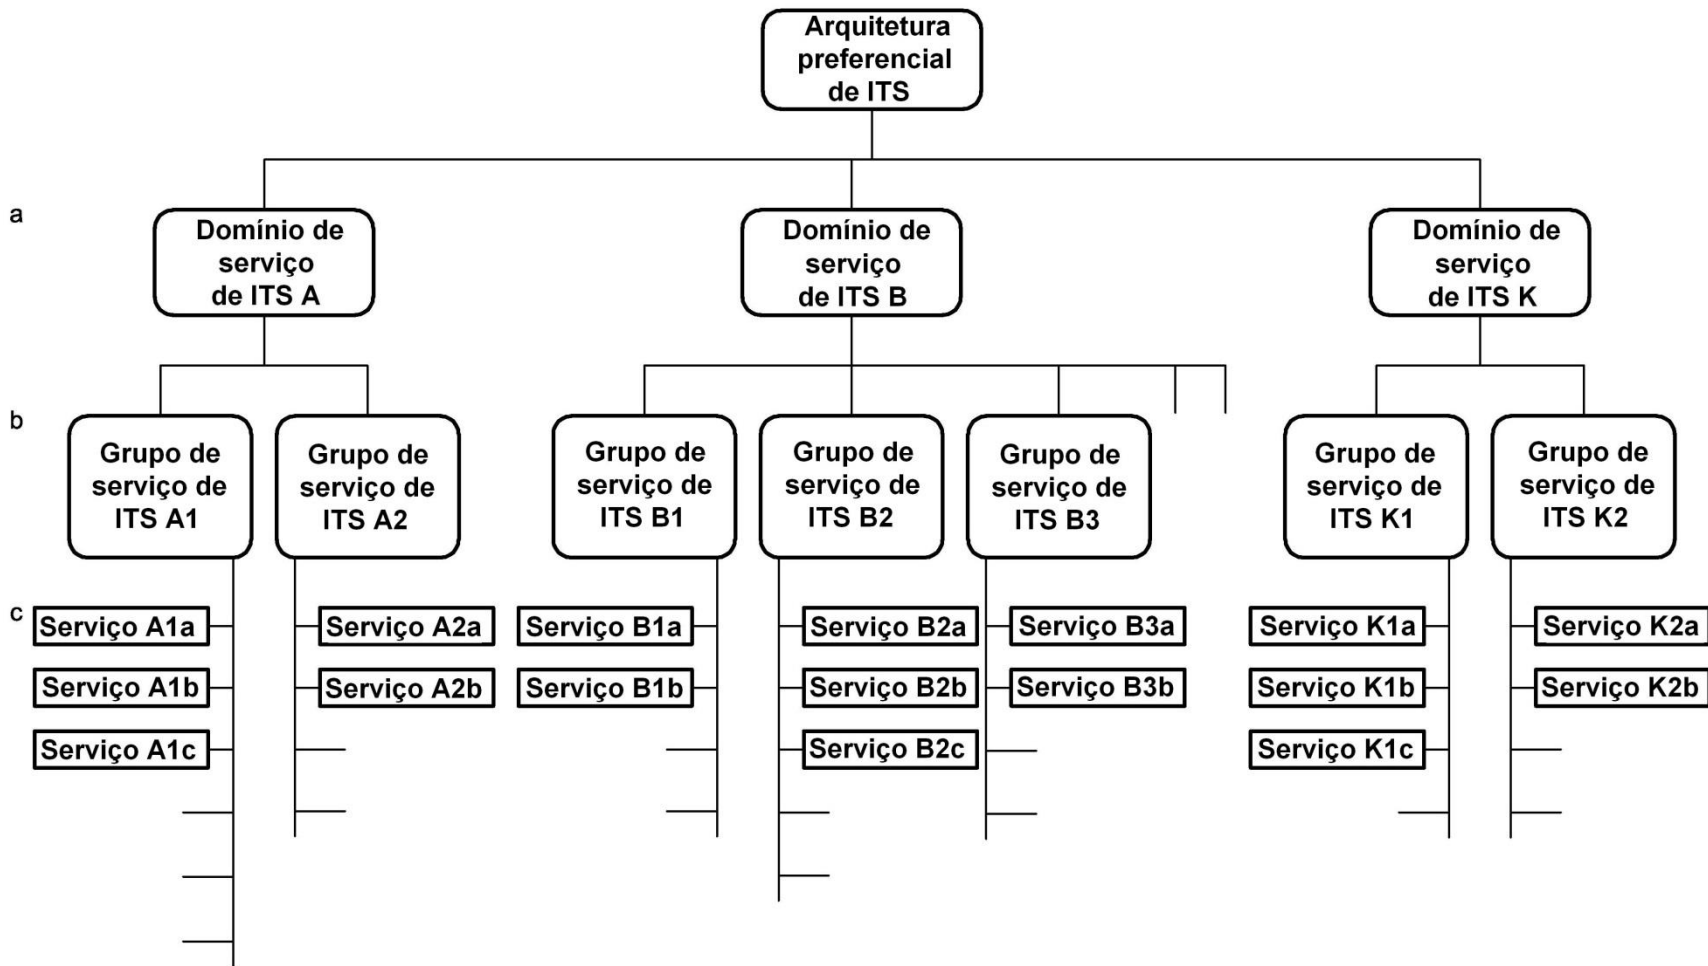 Arquitetura
preferencial
de ITS
a
Domínio de
serviço
de ITS A
Domínio de
serviço
de ITS B
Domínio de
serviço
de ITS K
b
Grupo de
serviço de
ITS A1
Grupo de
serviço de
ITS A2
Grupo de
serviço de
ITS B1
Grupo de
serviço de
ITS B2
Grupo de
serviço de
ITS B3
Grupo de
serviço de
ITS K1
Grupo de
serviço de
ITS K2
c
Serviço A1a
Serviço A1b
Serviço A1c
Serviço A2a
Serviço A2b
Serviço B1a
Serviço B1b
Serviço B2a
Serviço B2b
Serviço B2c
Serviço B3a
Serviço B3b
Serviço K1a
Serviço K1b
Serviço K1c
Serviço K2a
Serviço K2b